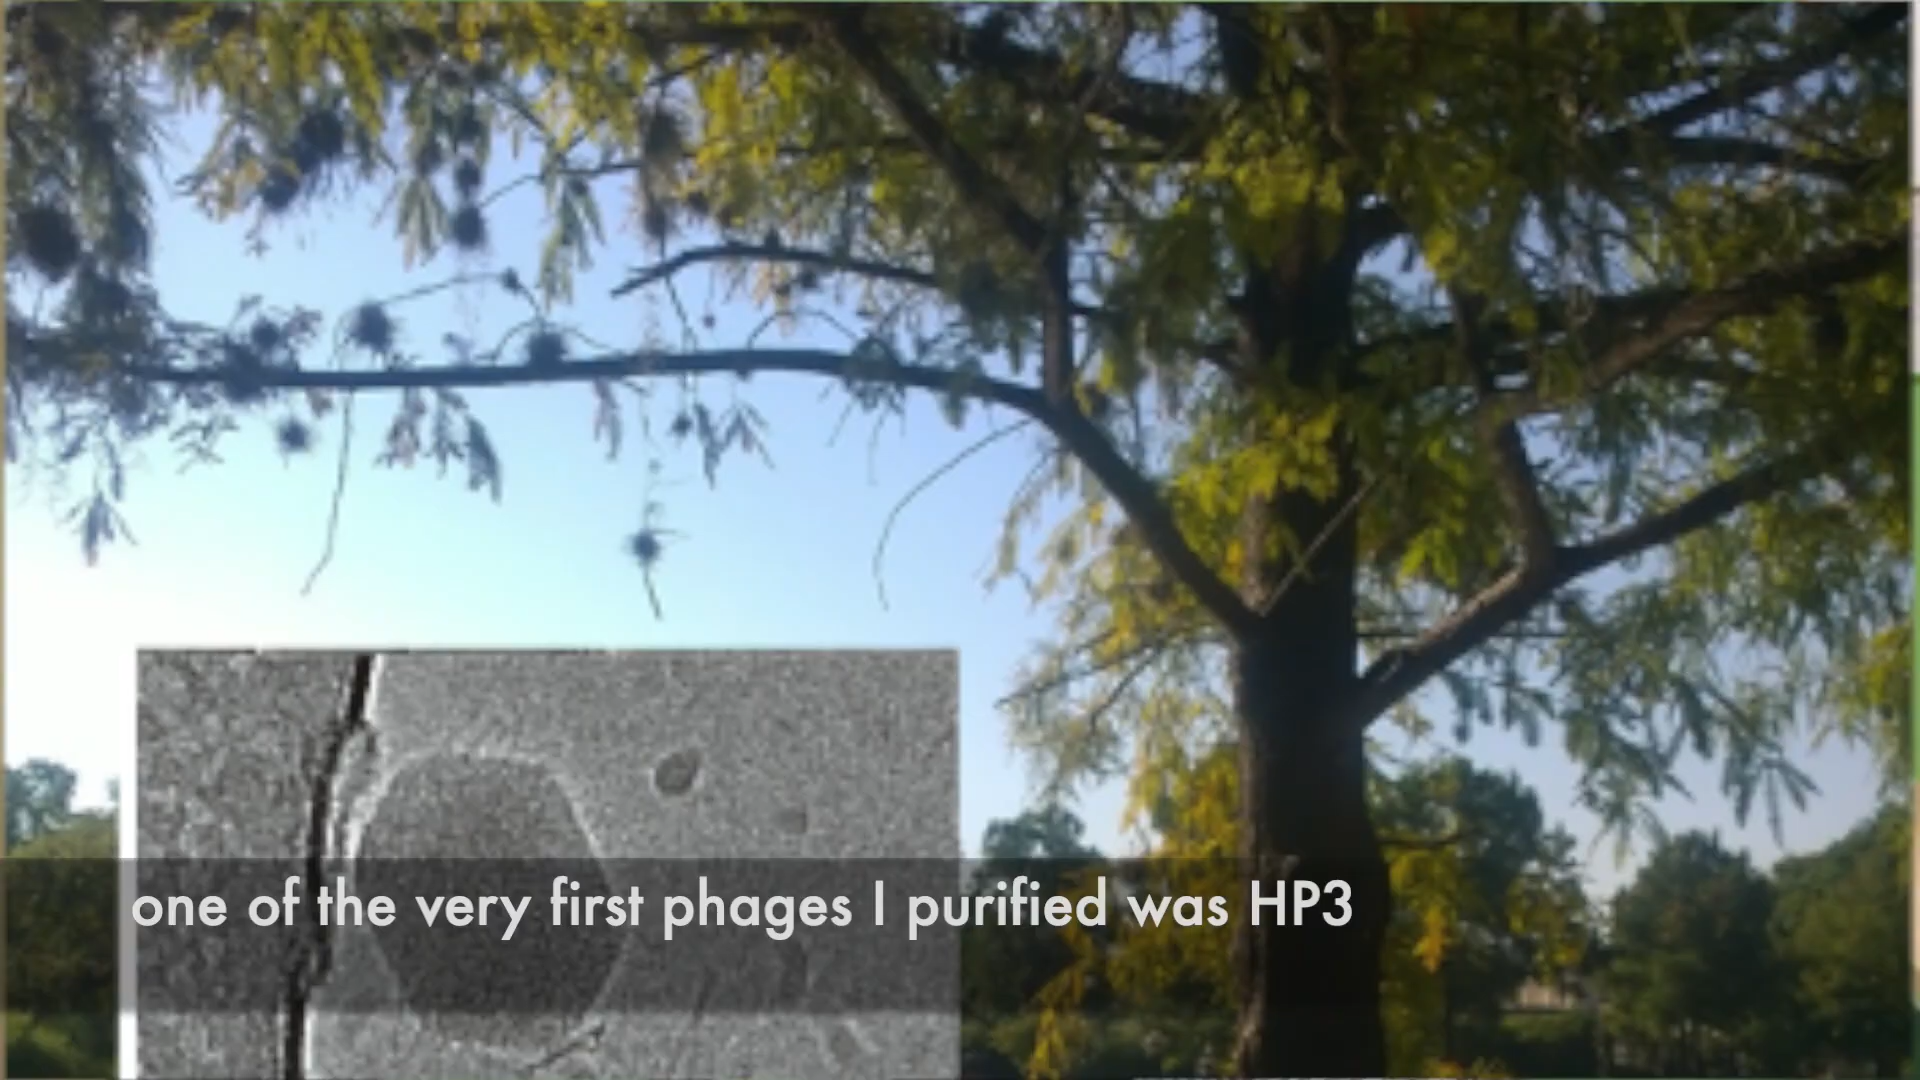 one of the very first phages I purified was HP3